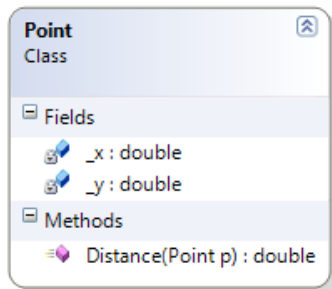 Point
Class
Fields
_x : double
_y : double
Methods
Distance(Point p) : double